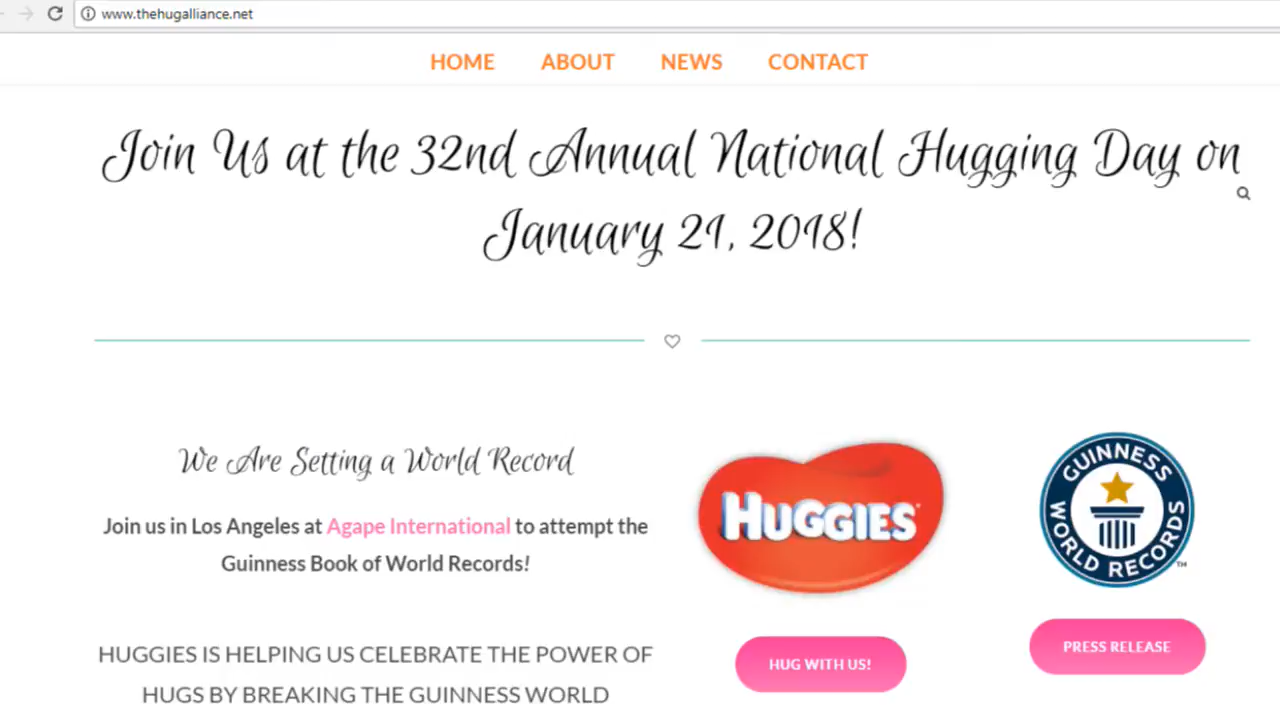 www.thehugalliance.net
HOME ABOUT NEWS CONTACT
Join Us at the 32nd Annual National Hugging Day on
January 21, 2018!
We Are Setting a World Record
Join us in Los Angeles at Agape International to attempt the
Guinness Book of World Records!
HUGGIES IS HELPING US CELEBRATE THE POWER OF
HUGS BY BREAKING THE GUINNESS WORLD
HUGGIES
HUG WITH US!
GUINNESS
WORLD RECORDS
TM
PRESS RELEASE